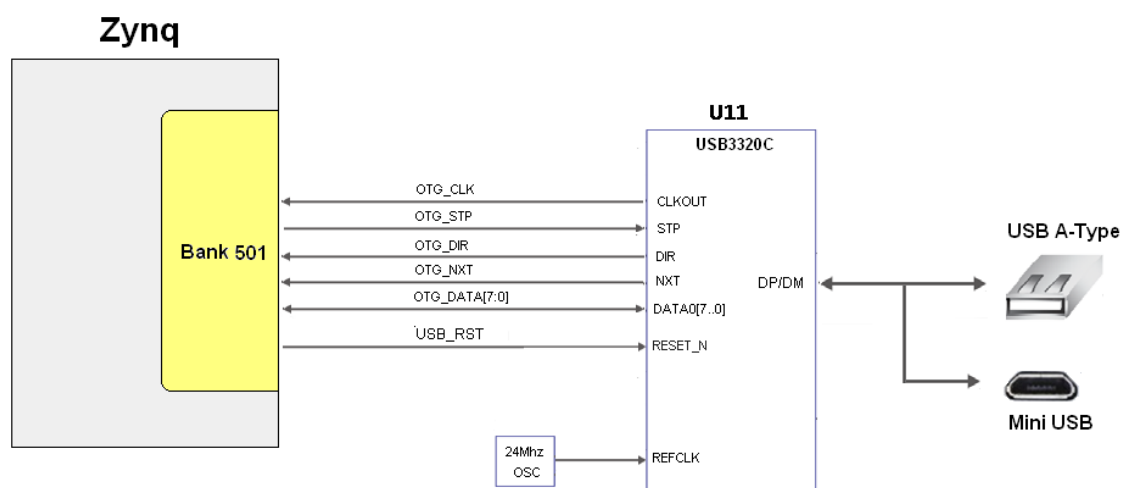 Zynq
U11
USB3320C
OTG_CLK
CLKOUT
OTG_STP
STP
USB A-Type
Bank 501
OTG_DIR
DIR
OTG_NXT
NXT
DP/DM
OTG_DATA[7:0]
DATA0[7..0]
USB_RST
RESET_N
Mini USB
24Mhz
OSC
REFCLK